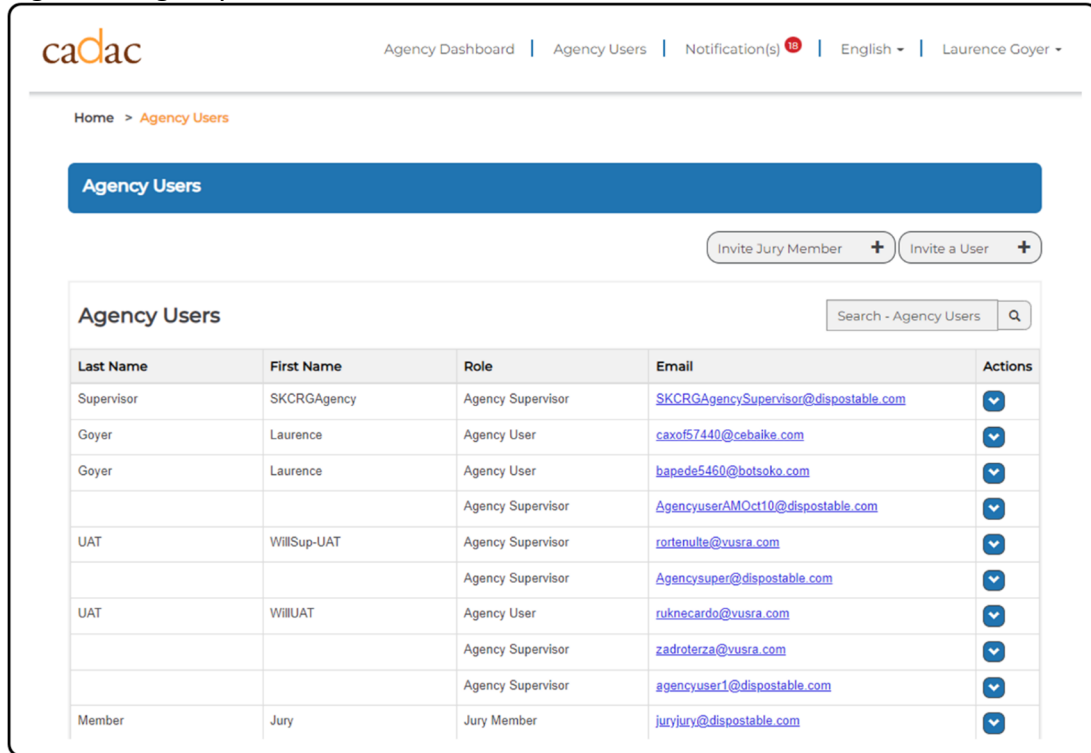 cadac Agency Dashboard | Agency Users | Notification(s) 18 | English | Laurence Goyer
Home > Agency Users
Agency Users
Invite Jury Member + Invite a User +
Agency Users Search - Agency Users
Last Name First Name Role Email Actions
Supervisor SKCRGAgency Agency Supervisor SKCRGAgencySupervisor@dispostable.com
Goyer Laurence Agency User caxof57440@cebaike.com
Goyer Laurence Agency User bapede5460@botsoko.com
Agency Supervisor AgencyuserAMOct10@dispostable.com
UAT WillSup-UAT Agency Supervisor rortenulte@vusra.com
Agency Supervisor Agencysuper@dispostable.com
UAT WillUAT Agency User ruknecardo@vusra.com
Agency Supervisor zadroterza@vusra.com
Agency Supervisor agencyuser1@dispostable.com
Member Jury Jury Member juryjury@dispostable.com